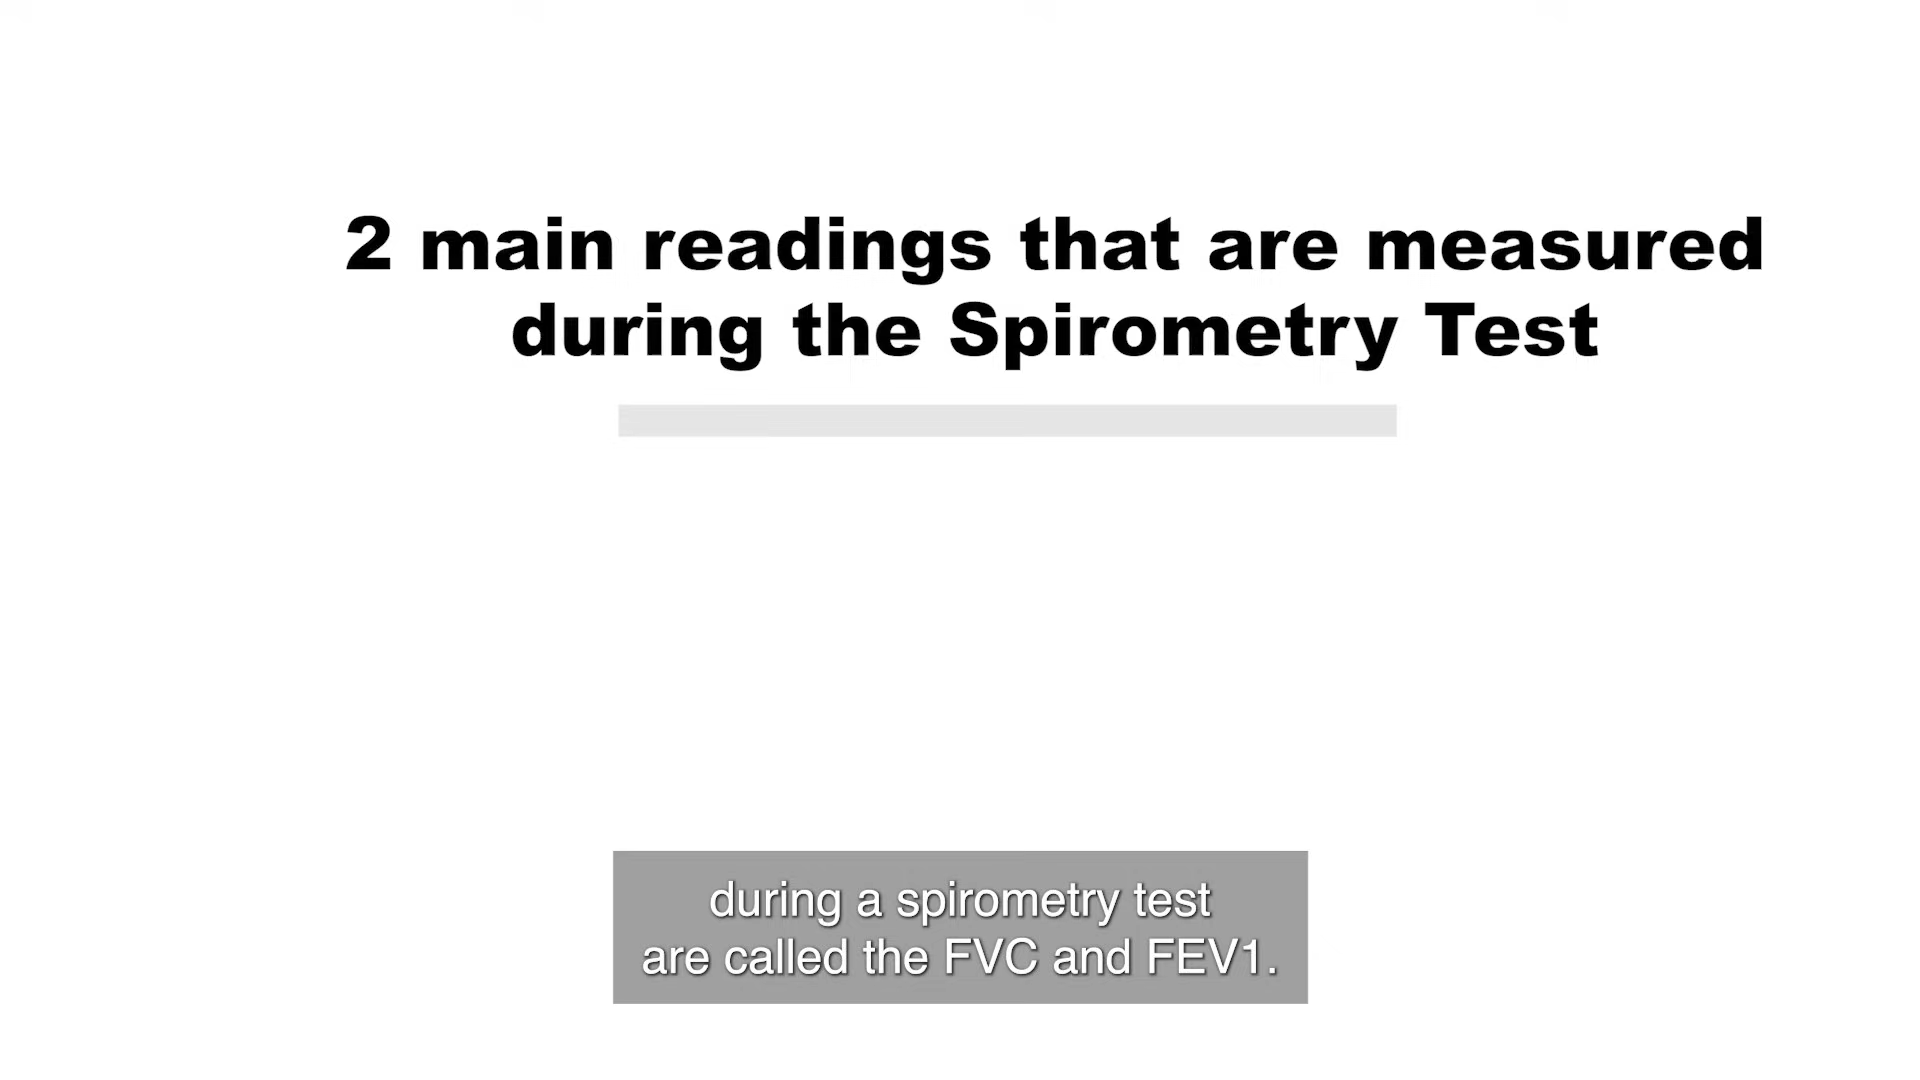 2 main readings that are measured
during the Spirometry Test
during a spirometry test
are called the FVC and FEV1.